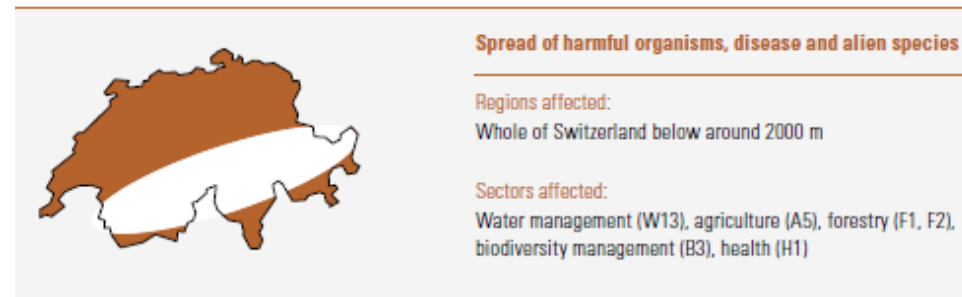 Spread of harmful organisms, disease and alien species
Regions affected:
Whole of Switzerland below around 2000 m
Sectors affected:
Water management (W13), agriculture (A5), forestry (F1, F2),
biodiversity management (B3), health (H1)